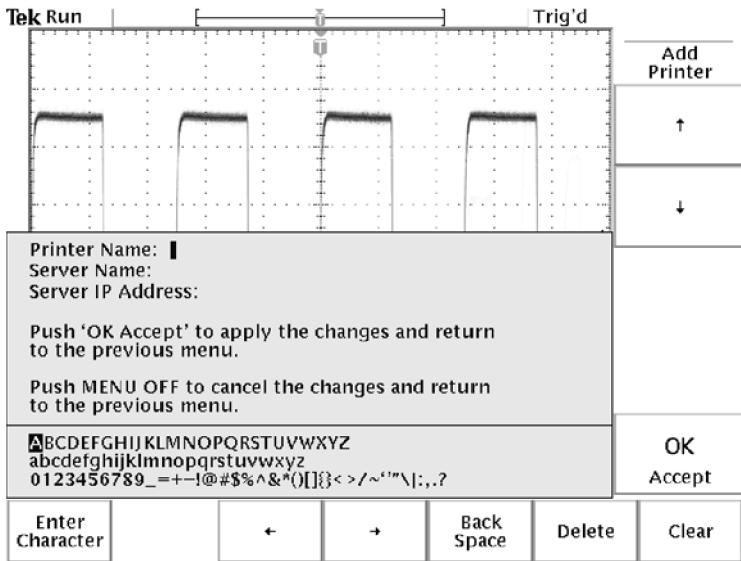 Tek Run
T
Trig'd
T
Add
Printer
↑
↓
Printer Name:
Server Name:
Server IP Address:
Push ‘OK Accept’ to apply the changes and return
to the previous menu.
Push MENU OFF to cancel the changes and return
to the previous menu.
ABCDEFGHIJKLMNOPQRSTUVWXYZ
abcdefghijklmnopqrstuvwxyz
0123456789_=+−!@#$%^&*()[]{}<>/~‘’"\|:,.?
OK
Accept
Enter
Character
←
→
Back
Space
Delete
Clear